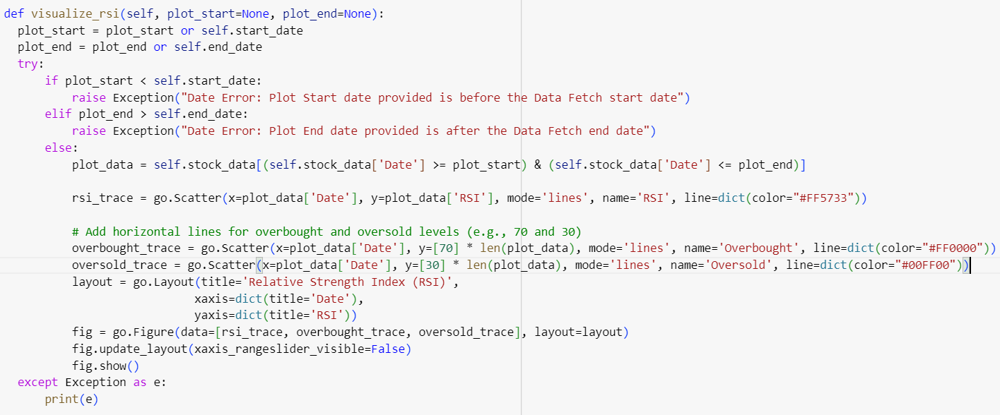 def visualize_rsi(self, plot_start=None, plot_end=None):
  plot_start = plot_start or self.start_date
  plot_end = plot_end or self.end_date
  try:
      if plot_start < self.start_date:
          raise Exception("Date Error: Plot Start date provided is before the Data Fetch start date")
      elif plot_end > self.end_date:
          raise Exception("Date Error: Plot End date provided is after the Data Fetch end date")
      else:
          plot_data = self.stock_data[(self.stock_data['Date'] >= plot_start) & (self.stock_data['Date'] <= plot_end)]

          rsi_trace = go.Scatter(x=plot_data['Date'], y=plot_data['RSI'], mode='lines', name='RSI', line=dict(color="#FF5733"))

          # Add horizontal lines for overbought and oversold levels (e.g., 70 and 30)
          overbought_trace = go.Scatter(x=plot_data['Date'], y=[70] * len(plot_data), mode='lines', name='Overbought', line=dict(color="#FF0000"))
          oversold_trace = go.Scatter(x=plot_data['Date'], y=[30] * len(plot_data), mode='lines', name='Oversold', line=dict(color="#00FF00"))
          layout = go.Layout(title='Relative Strength Index (RSI)',
                            xaxis=dict(title='Date'),
                            yaxis=dict(title='RSI'))
          fig = go.Figure(data=[rsi_trace, overbought_trace, oversold_trace], layout=layout)
          fig.update_layout(xaxis_rangeslider_visible=False)
          fig.show()
  except Exception as e:
      print(e)